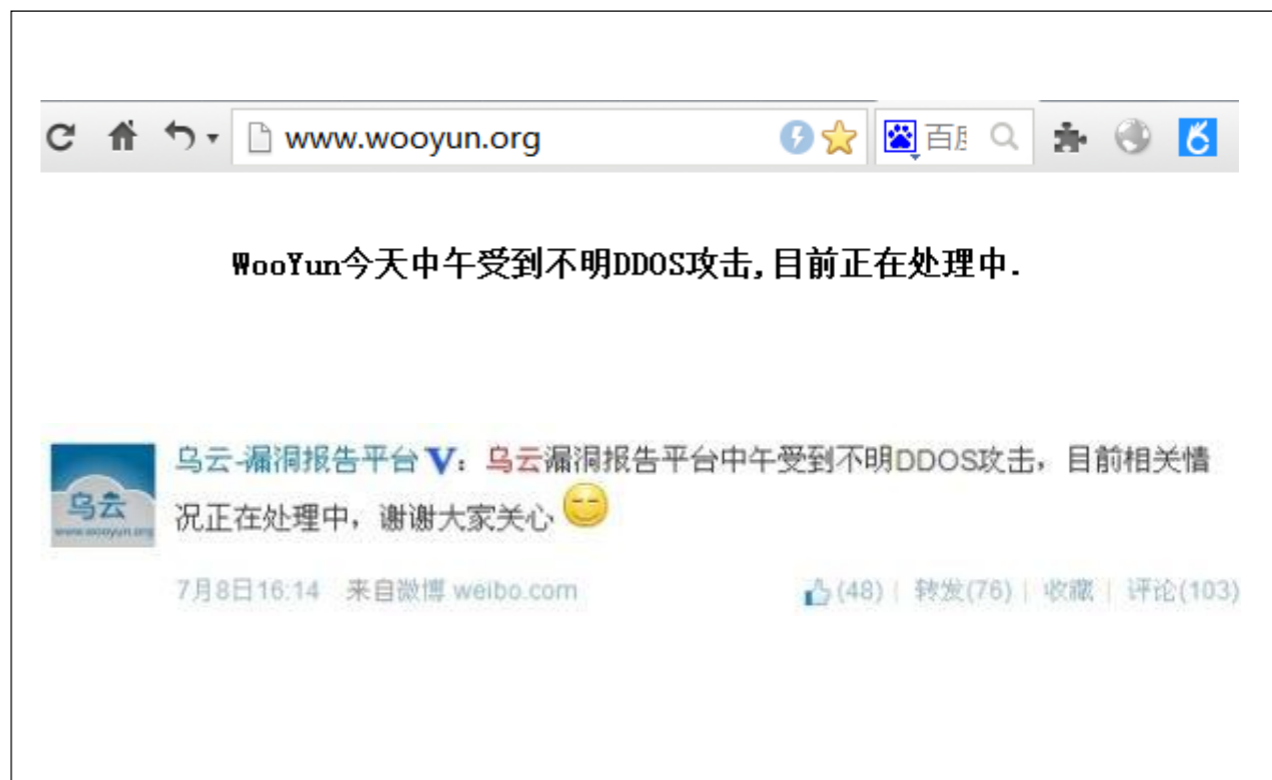 www.wooyun.org
百度
WooYun今天中午受到不明DDOS攻击,目前正在处理中.
乌云-漏洞报告平台V：乌云漏洞报告平台中午受到不明DDOS攻击，目前相关情
况正在处理中，谢谢大家关心
乌云
www.wooyun.org
7月8日16:14 来自微博 weibo.com (48) | 转发(76) | 收藏 | 评论(103)